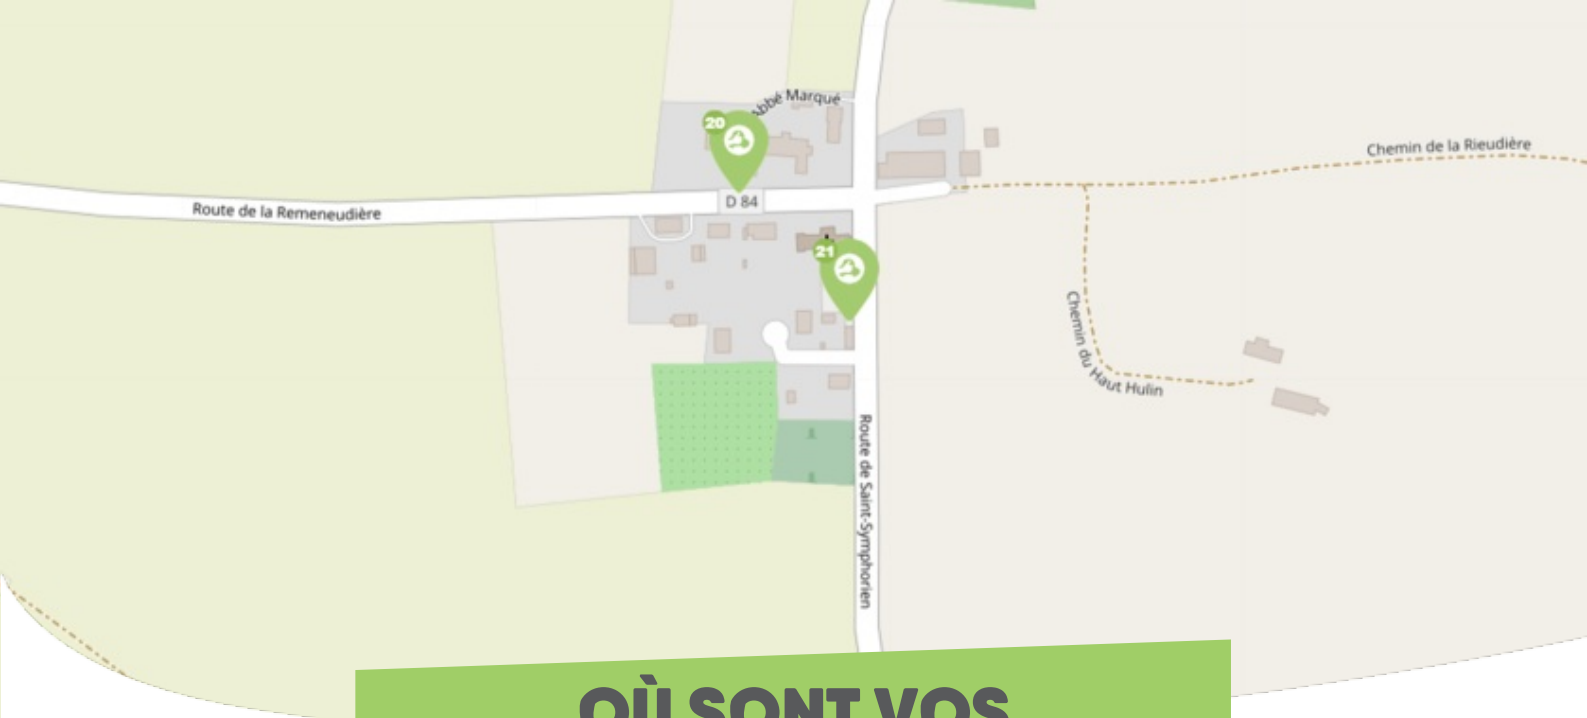 Abbé Marqué
20
Chemin de la Rieudière
D 84
Route de la Remeneudière
21
Chemin du Haut Hulin
Route de Saint-Symphorien
OÙ SONT VOS